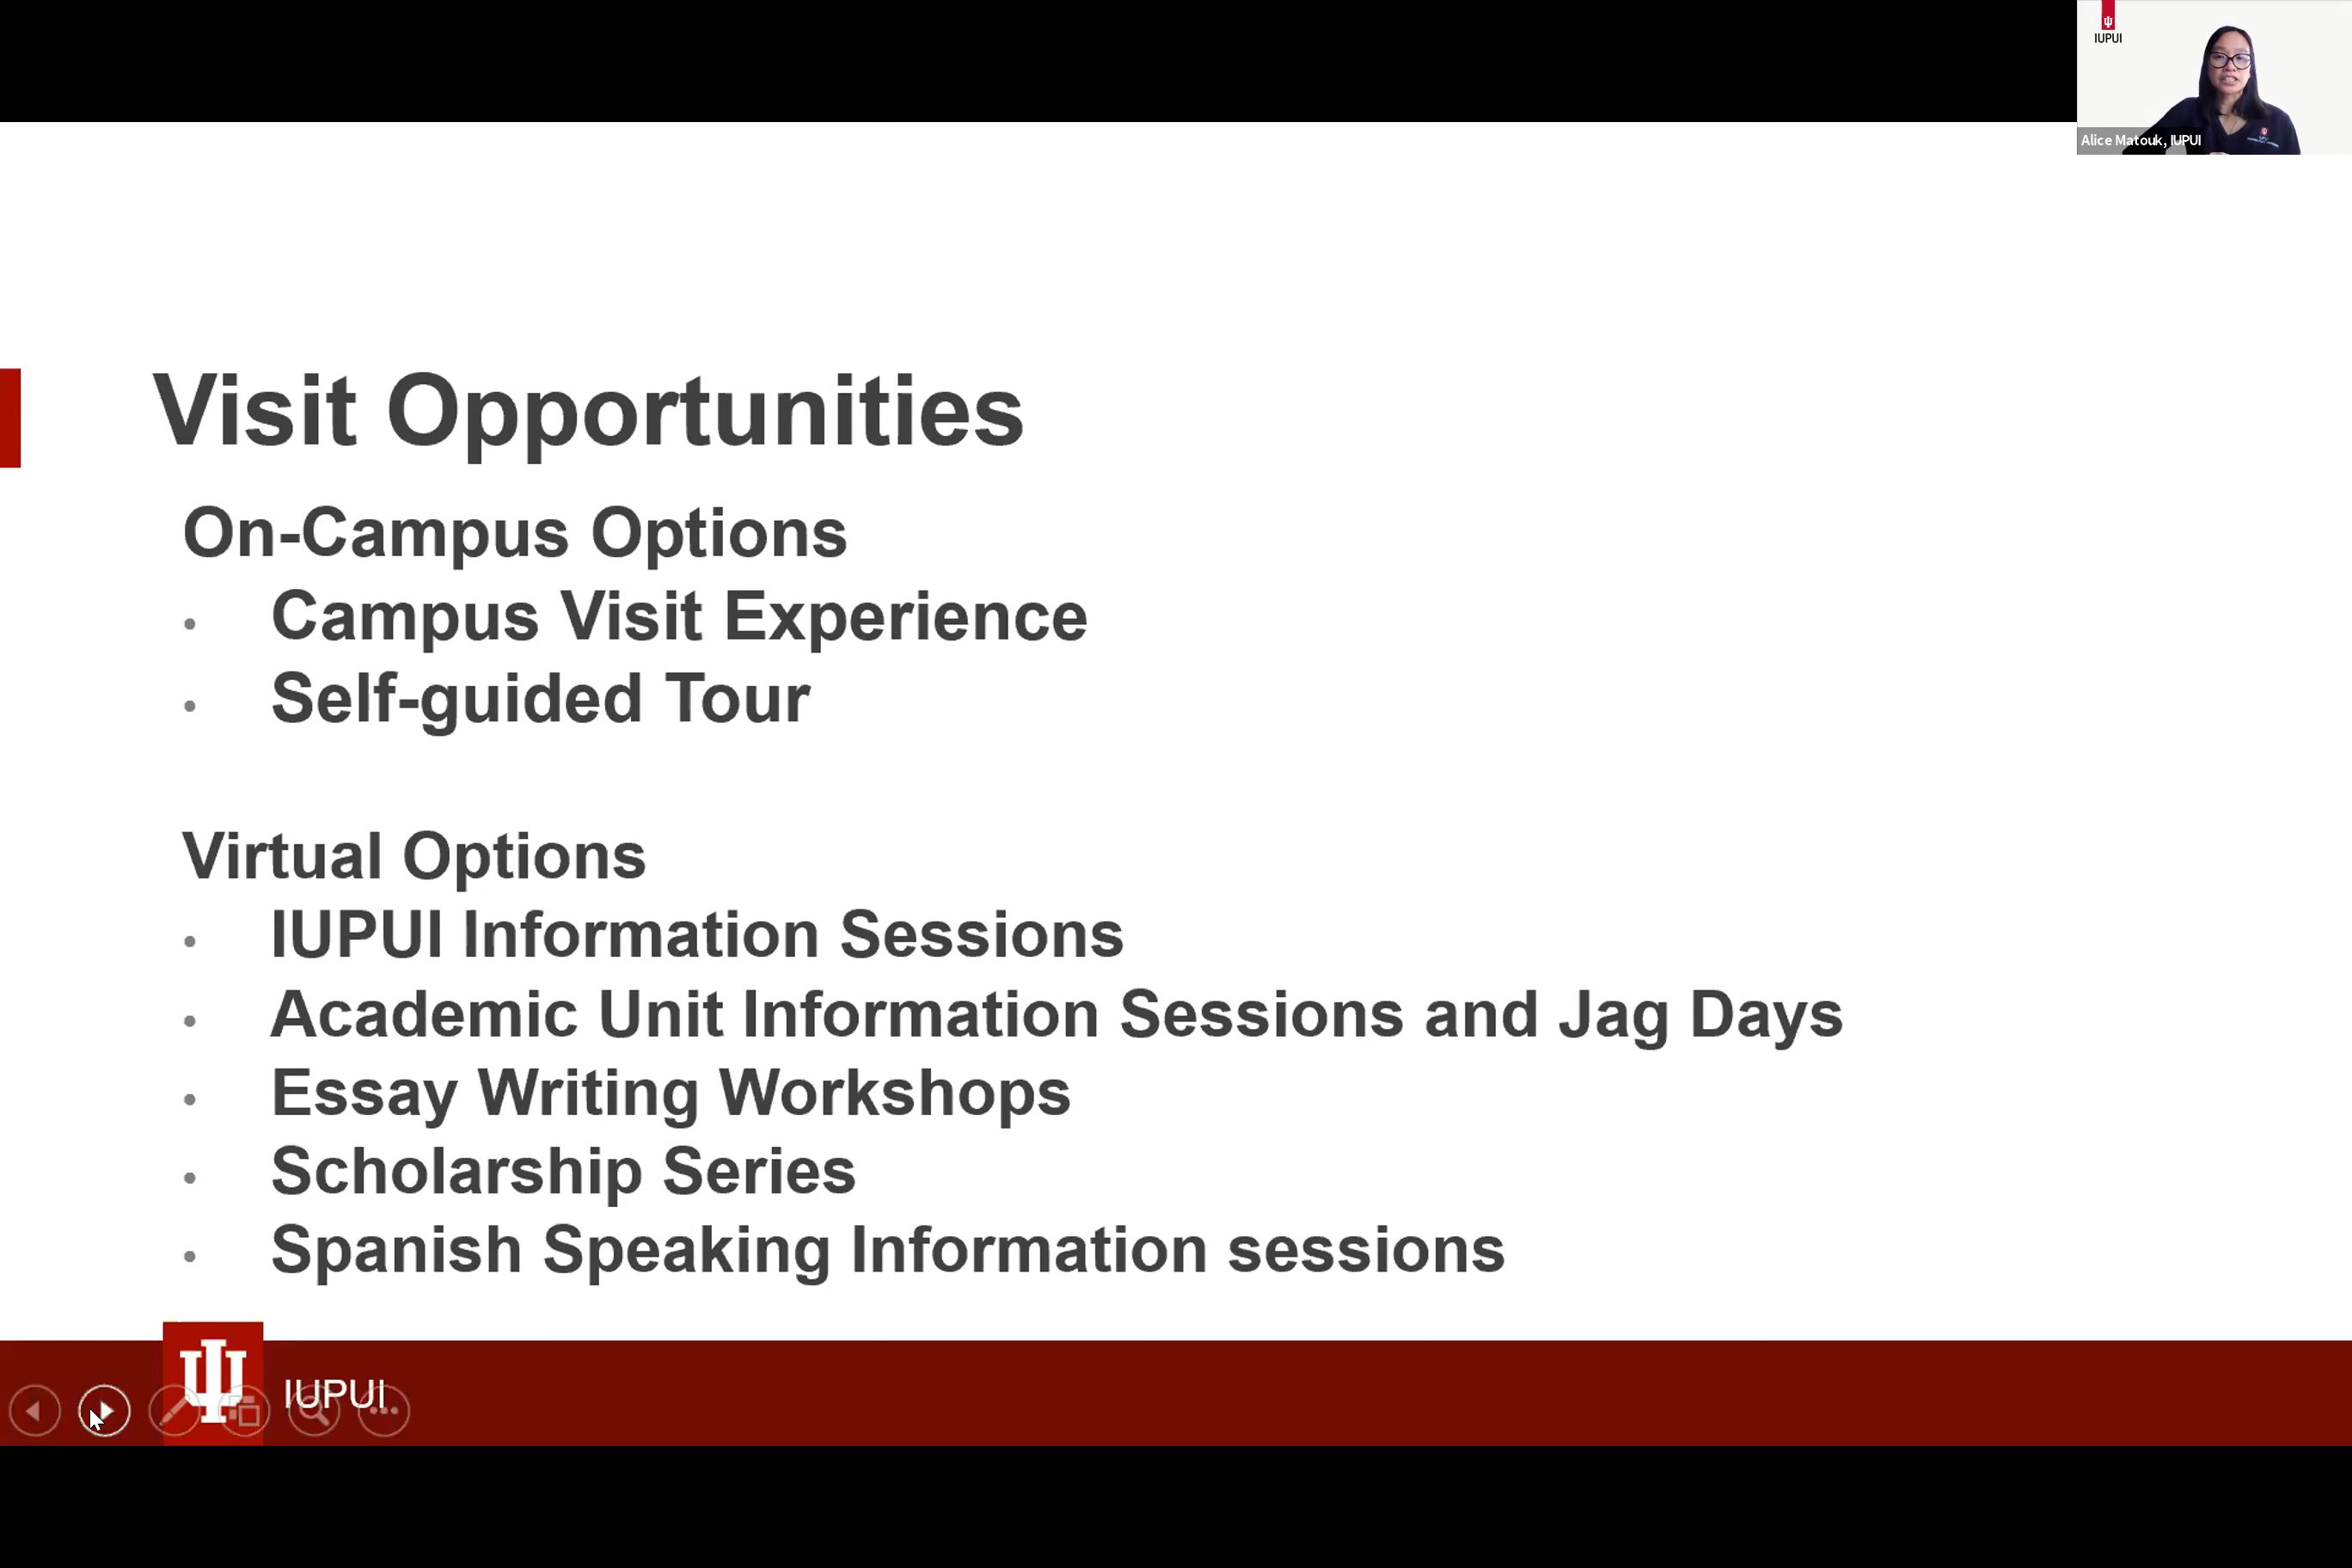 IUPUI
Alice Matouk, IUPUI
Visit Opportunities
On-Campus Options
• Campus Visit Experience
• Self-guided Tour
Virtual Options
• IUPUI Information Sessions
• Academic Unit Information Sessions and Jag Days
• Essay Writing Workshops
• Scholarship Series
• Spanish Speaking Information sessions
IUPUI